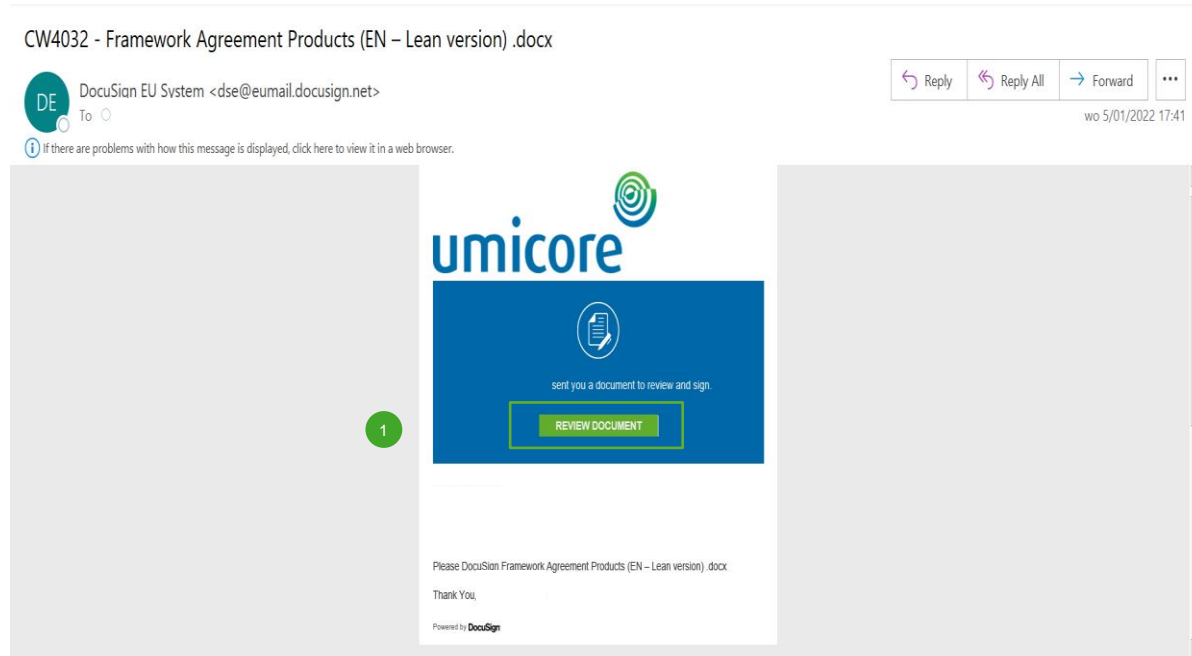 CW4032 - Framework Agreement Products (EN – Lean version) .docx
DE
DocuSign EU System <dse@eumail.docusign.net>
To
Reply
Reply All
Forward
wo 5/01/2022 17:41
If there are problems with how this message is displayed, click here to view it in a web browser.
umicore
sent you a document to review and sign.
1
REVIEW DOCUMENT
Please DocuSign Framework Agreement Products (EN – Lean version) .docx
Thank You,
Powered by DocuSign